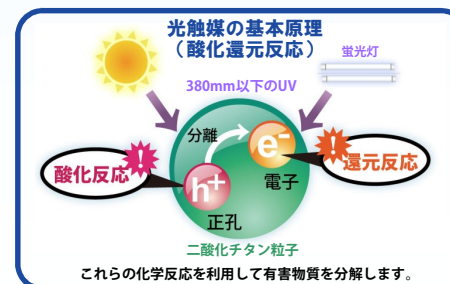 光触媒の基本原理
（酸化還元反応）
蛍光灯
380mm以下のUV
分離
e-
酸化反応
!
!
還元反応
h+
電子
正孔
二酸化チタン粒子
これらの化学反応を利用して有害物質を分解します。